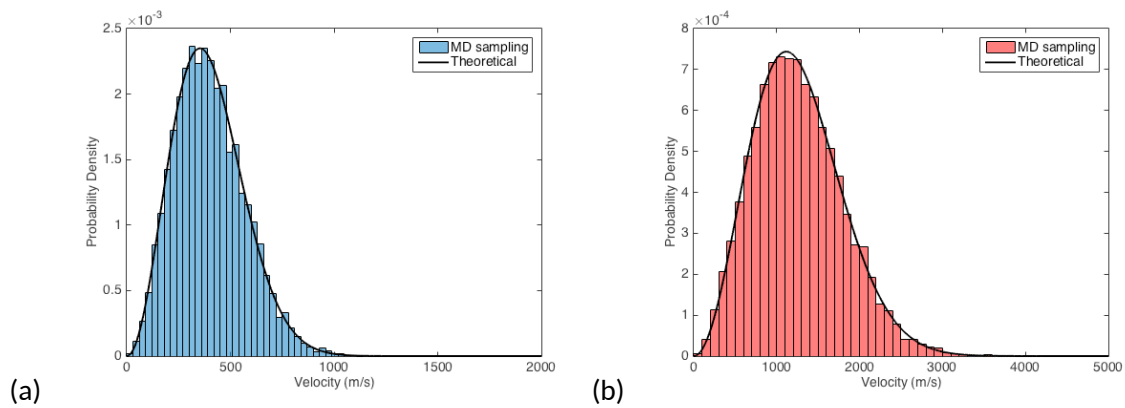 ×10⁻³
2.5
2
1.5
1
0.5
0
0 500 1000 1500 2000
Probability Density
Velocity (m/s)
MD sampling
Theoretical
(a)
×10⁻⁴
8
7
6
5
4
3
2
1
0
0 1000 2000 3000 4000 5000
Probability Density
Velocity (m/s)
MD sampling
Theoretical
(b)